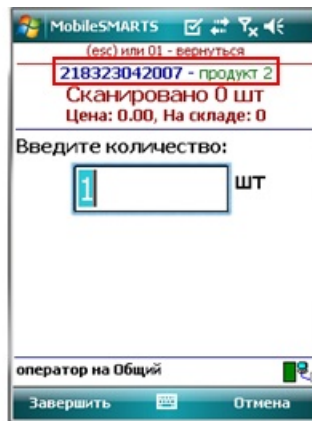 MobileSMARTS
(esc) или 01 - вернуться
218323042007 - продукт 2
Сканировано 0 шт
Цена: 0.00, На складе: 0
Введите количество:
1 шт
оператор на Общий
Завершить Отмена